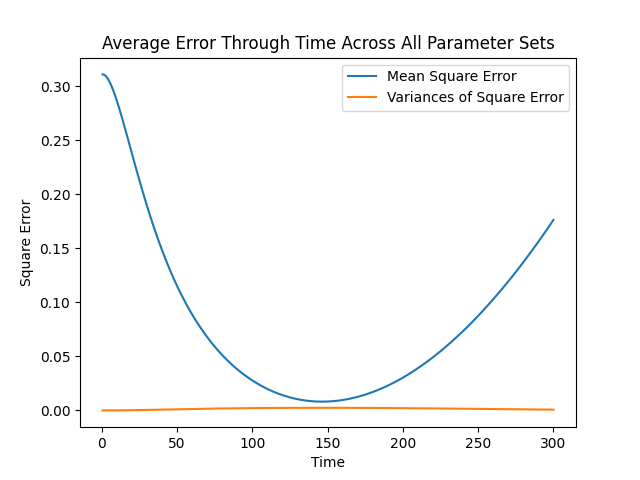 Average Error Through Time Across All Parameter Sets
Mean Square Error
Variances of Square Error
Square Error
0.30
0.25
0.20
0.15
0.10
0.05
0.00
0
50
100
150
200
250
300
Time